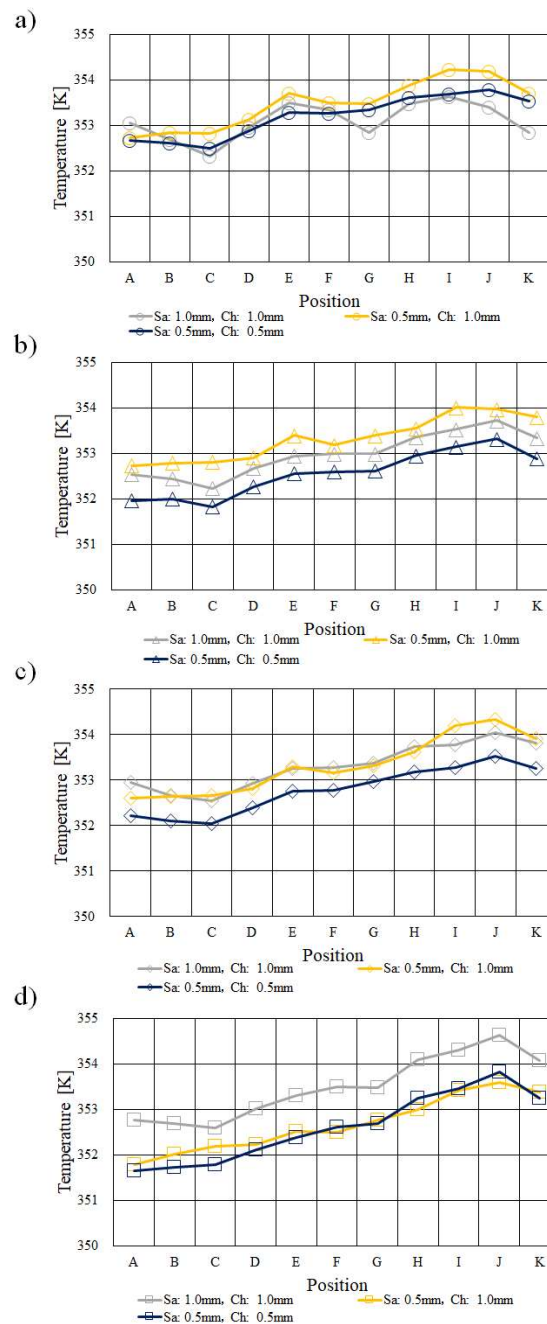 a)
355
354
353
352
351
350
Temperature [K]
A B C D E F G H I J K
Position
Sa: 1.0mm, Ch: 1.0mm Sa: 0.5mm, Ch: 1.0mm
Sa: 0.5mm, Ch: 0.5mm
b)
355
354
353
352
351
350
Temperature [K]
A B C D E F G H I J K
Position
Sa: 1.0mm, Ch: 1.0mm Sa: 0.5mm, Ch: 1.0mm
Sa: 0.5mm, Ch: 0.5mm
c)
355
354
353
352
351
350
Temperature [K]
A B C D E F G H I J K
Position
Sa: 1.0mm, Ch: 1.0mm Sa: 0.5mm, Ch: 1.0mm
Sa: 0.5mm, Ch: 0.5mm
d)
355
354
353
352
351
350
Temperature [K]
A B C D E F G H I J K
Position
Sa: 1.0mm, Ch: 1.0mm Sa: 0.5mm, Ch: 1.0mm
Sa: 0.5mm, Ch: 0.5mm